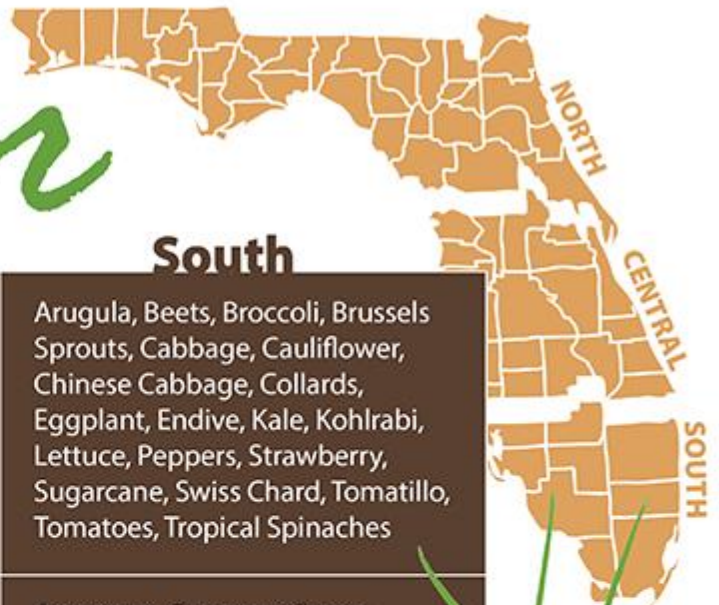 NORTH
CENTRAL
SOUTH
South
Arugula, Beets, Broccoli, Brussels
Sprouts, Cabbage, Cauliflower,
Chinese Cabbage, Collards,
Eggplant, Endive, Kale, Kohlrabi,
Lettuce, Peppers, Strawberry,
Sugarcane, Swiss Chard, Tomatillo,
Tomatoes, Tropical Spinaches